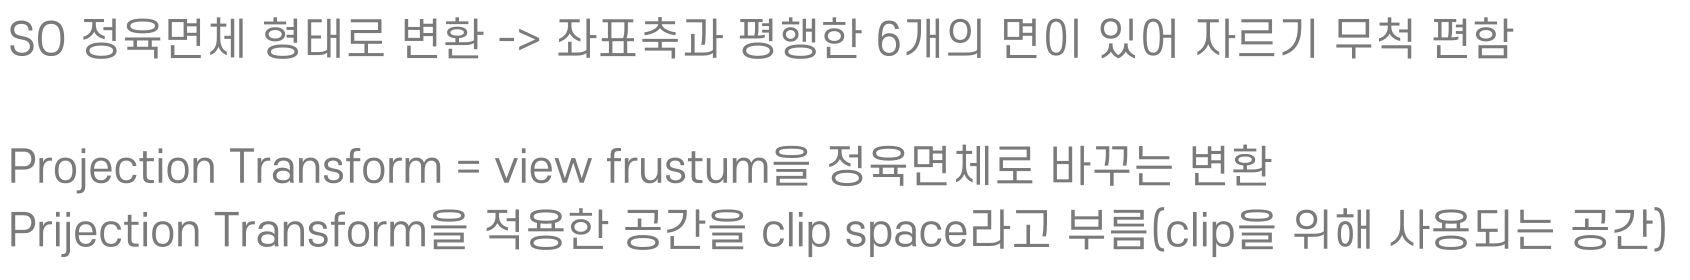 SO 정육면체 형태로 변환 -> 좌표축과 평행한 6개의 면이 있어 자르기 무척 편함
Projection Transform = view frustum을 정육면체로 바꾸는 변환
Prijection Transform을 적용한 공간을 clip space라고 부름(clip을 위해 사용되는 공간)